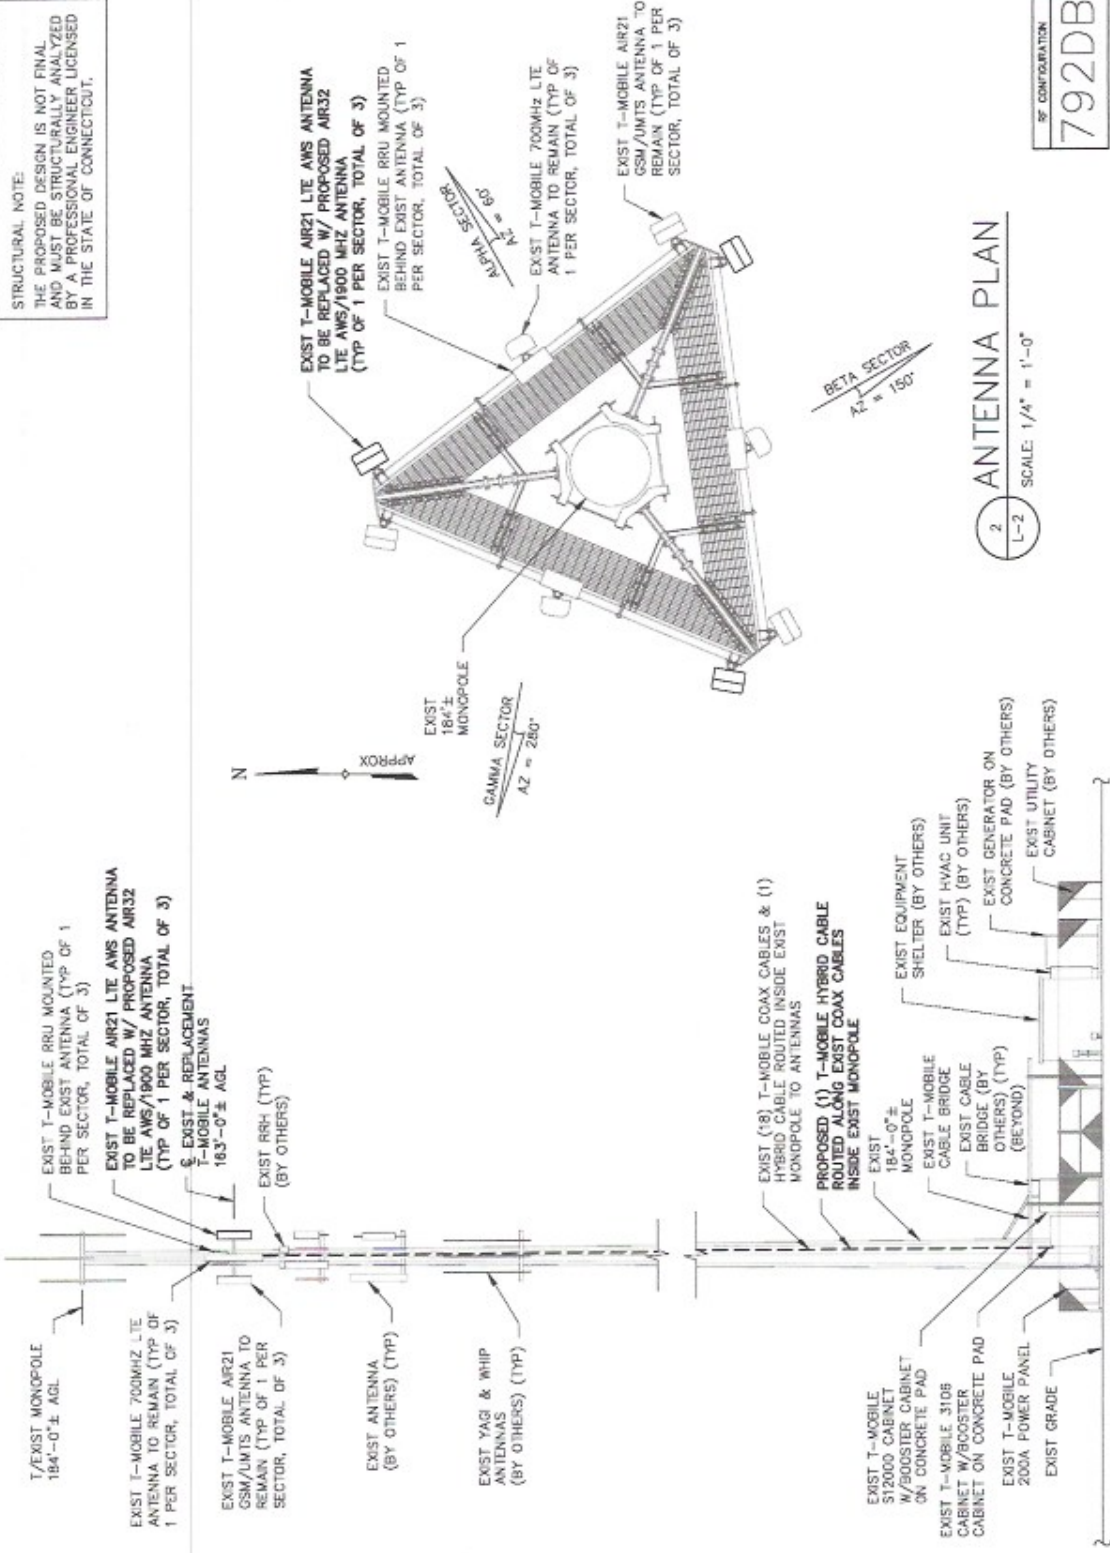 STRUCTURAL NOTE:
THE PROPOSED DESIGN IS NOT FINAL
AND MUST BE STRUCTURALLY ANALYZED
BY A PROFESSIONAL ENGINEER LICENSED
IN THE STATE OF CONNECTICUT.
T/EXIST MONOPOLE
184'-0"± AGL
EXIST T-MOBILE 700MHZ LTE
ANTENNA TO REMAIN (TYP OF
1 PER SECTOR, TOTAL OF 3)
EXIST T-MOBILE AIR21
GSM/UMTS ANTENNA TO
REMAIN (TYP OF 1 PER
SECTOR, TOTAL OF 3)
EXIST ANTENNA
(BY OTHERS) (TYP)
EXIST YAGI & WHIP
ANTENNAS
(BY OTHERS) (TYP)
EXIST T-MOBILE
S12000 CABINET
W/BOOSTER CABINET
ON CONCRETE PAD
EXIST T-MOBILE 3106
CABINET W/BOOSTER
CABINET ON CONCRETE PAD
EXIST T-MOBILE
200A POWER PANEL
EXIST GRADE
EXIST T-MOBILE RRU MOUNTED
BEHIND EXIST ANTENNA (TYP OF 1
PER SECTOR, TOTAL OF 3)
EXIST T-MOBILE AIR21 LTE AWS ANTENNA
TO BE REPLACED W/ PROPOSED AIR32
LTE AWS/1900 MHZ ANTENNA
(TYP OF 1 PER SECTOR, TOTAL OF 3)
℄ EXIST & REPLACEMENT
T-MOBILE ANTENNAS
163'-0"± AGL
EXIST RRH (TYP)
(BY OTHERS)
EXIST (18) T-MOBILE COAX CABLES & (1)
HYBRID CABLE ROUTED INSIDE EXIST
MONOPOLE TO ANTENNAS
PROPOSED (1) T-MOBILE HYBRID CABLE
ROUTED ALONG EXIST COAX CABLES
INSIDE EXIST MONOPOLE
EXIST
184'-0"±
MONOPOLE
EXIST T-MOBILE
CABLE BRIDGE
EXIST CABLE
BRIDGE (BY
OTHERS) (TYP)
(BEYOND)
EXIST EQUIPMENT
SHELTER (BY OTHERS)
EXIST HVAC UNIT
(TYP) (BY OTHERS)
EXIST GENERATOR ON
CONCRETE PAD (BY OTHERS)
EXIST UTILITY
CABINET (BY OTHERS)
N
APPROX
EXIST T-MOBILE AIR21 LTE AWS ANTENNA
TO BE REPLACED W/ PROPOSED AIR32
LTE AWS/1900 MHZ ANTENNA
(TYP OF 1 PER SECTOR, TOTAL OF 3)
EXIST T-MOBILE RRU MOUNTED
BEHIND EXIST ANTENNA (TYP OF 1
PER SECTOR, TOTAL OF 3)
ALPHA SECTOR
AZ = 60°
EXIST T-MOBILE 700MHz LTE
ANTENNA TO REMAIN (TYP OF
1 PER SECTOR, TOTAL OF 3)
EXIST T-MOBILE AIR21
GSM/UMTS ANTENNA TO
REMAIN (TYP OF 1 PER
SECTOR, TOTAL OF 3)
EXIST
184'±
MONOPOLE
GAMMA SECTOR
AZ = 280°
BETA SECTOR
AZ = 150°
2
L-2
ANTENNA PLAN
SCALE: 1/4" = 1'-0"
RF CONFIGURATION
792DB